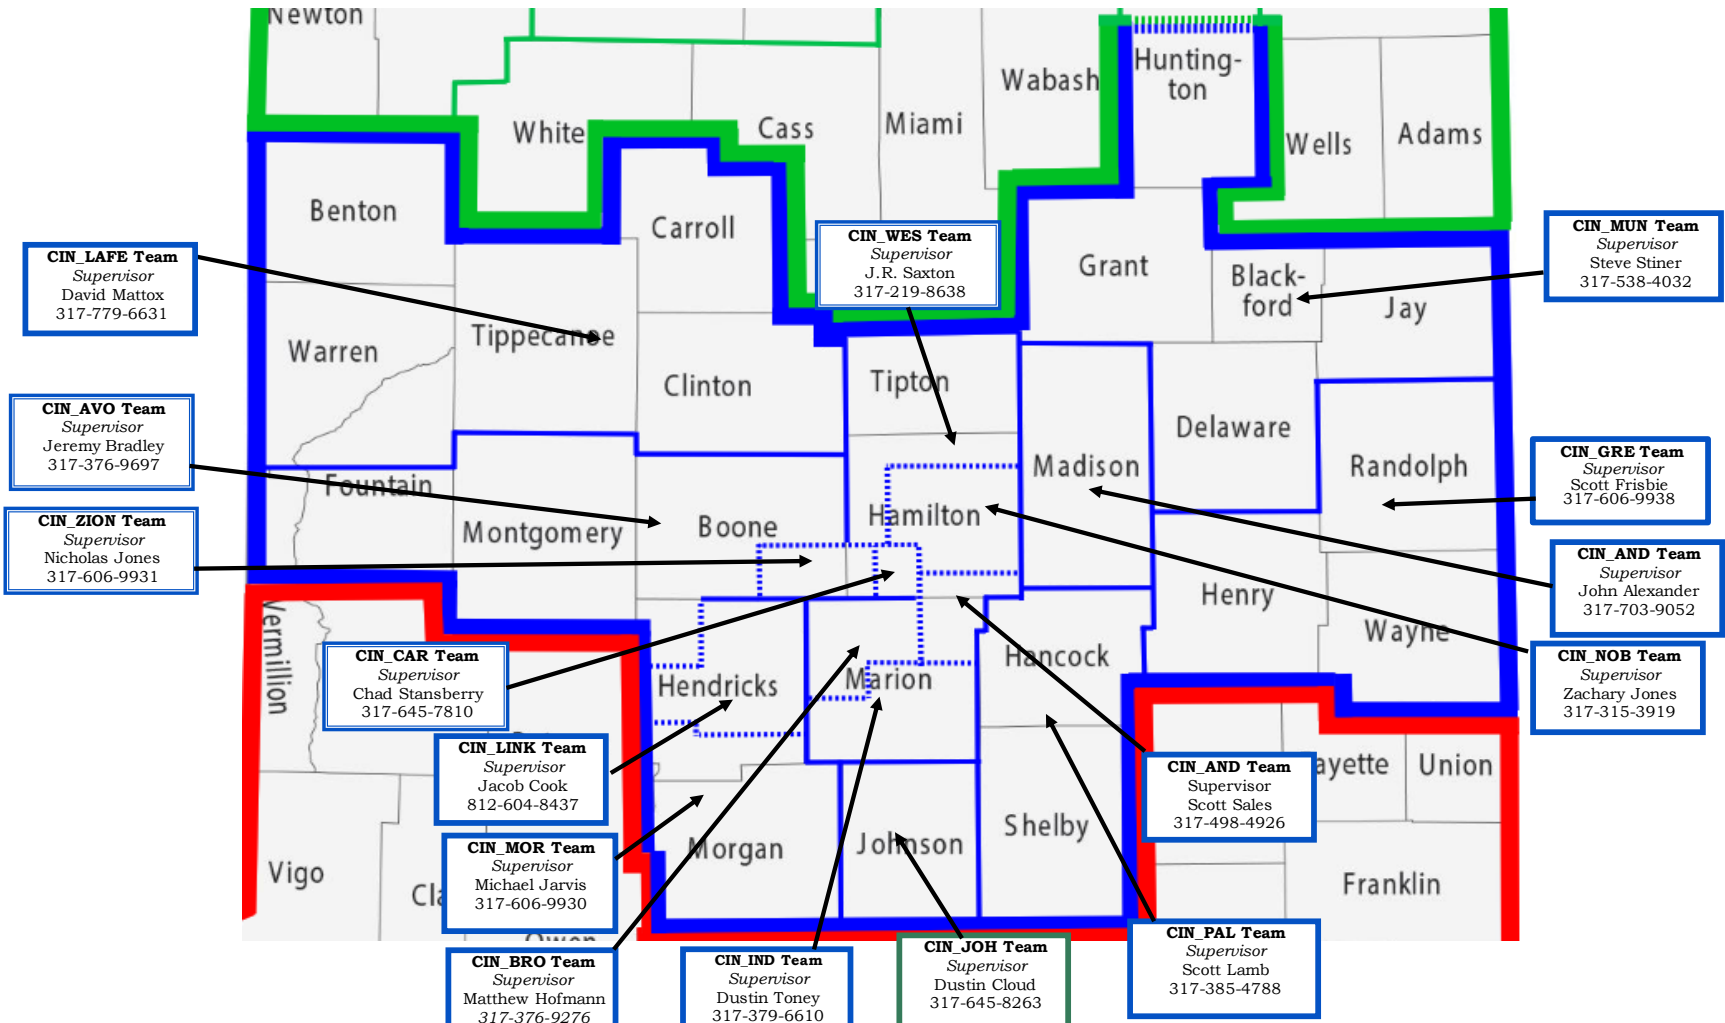 Newton
White
Cass
Miami
Wabash
Hunting-
ton
Wells
Adams
Benton
Carroll
Grant
Black-
ford
Jay
Warren
Tippecanoe
Clinton
Tipton
Delaware
Randolph
Madison
Fountain
Montgomery
Boone
Hamilton
Henry
Wayne
Vermillion
Hendricks
Marion
Hancock
ayette
Union
Vigo
Cla
Owen
Morgan
Johnson
Shelby
Franklin
CIN_LAFE Team
Supervisor
David Mattox
317-779-6631
CIN_AVO Team
Supervisor
Jeremy Bradley
317-376-9697
CIN_ZION Team
Supervisor
Nicholas Jones
317-606-9931
CIN_WES Team
Supervisor
J.R. Saxton
317-219-8638
CIN_MUN Team
Supervisor
Steve Stiner
317-538-4032
CIN_GRE Team
Supervisor
Scott Frisbie
317-606-9938
CIN_AND Team
Supervisor
John Alexander
317-703-9052
CIN_NOB Team
Supervisor
Zachary Jones
317-315-3919
CIN_CAR Team
Supervisor
Chad Stansberry
317-645-7810
CIN_LINK Team
Supervisor
Jacob Cook
812-604-8437
CIN_AND Team
Supervisor
Scott Sales
317-498-4926
CIN_MOR Team
Supervisor
Michael Jarvis
317-606-9930
CIN_BRO Team
Supervisor
Matthew Hofmann
317-376-9276
CIN_IND Team
Supervisor
Dustin Toney
317-379-6610
CIN_JOH Team
Supervisor
Dustin Cloud
317-645-8263
CIN_PAL Team
Supervisor
Scott Lamb
317-385-4788